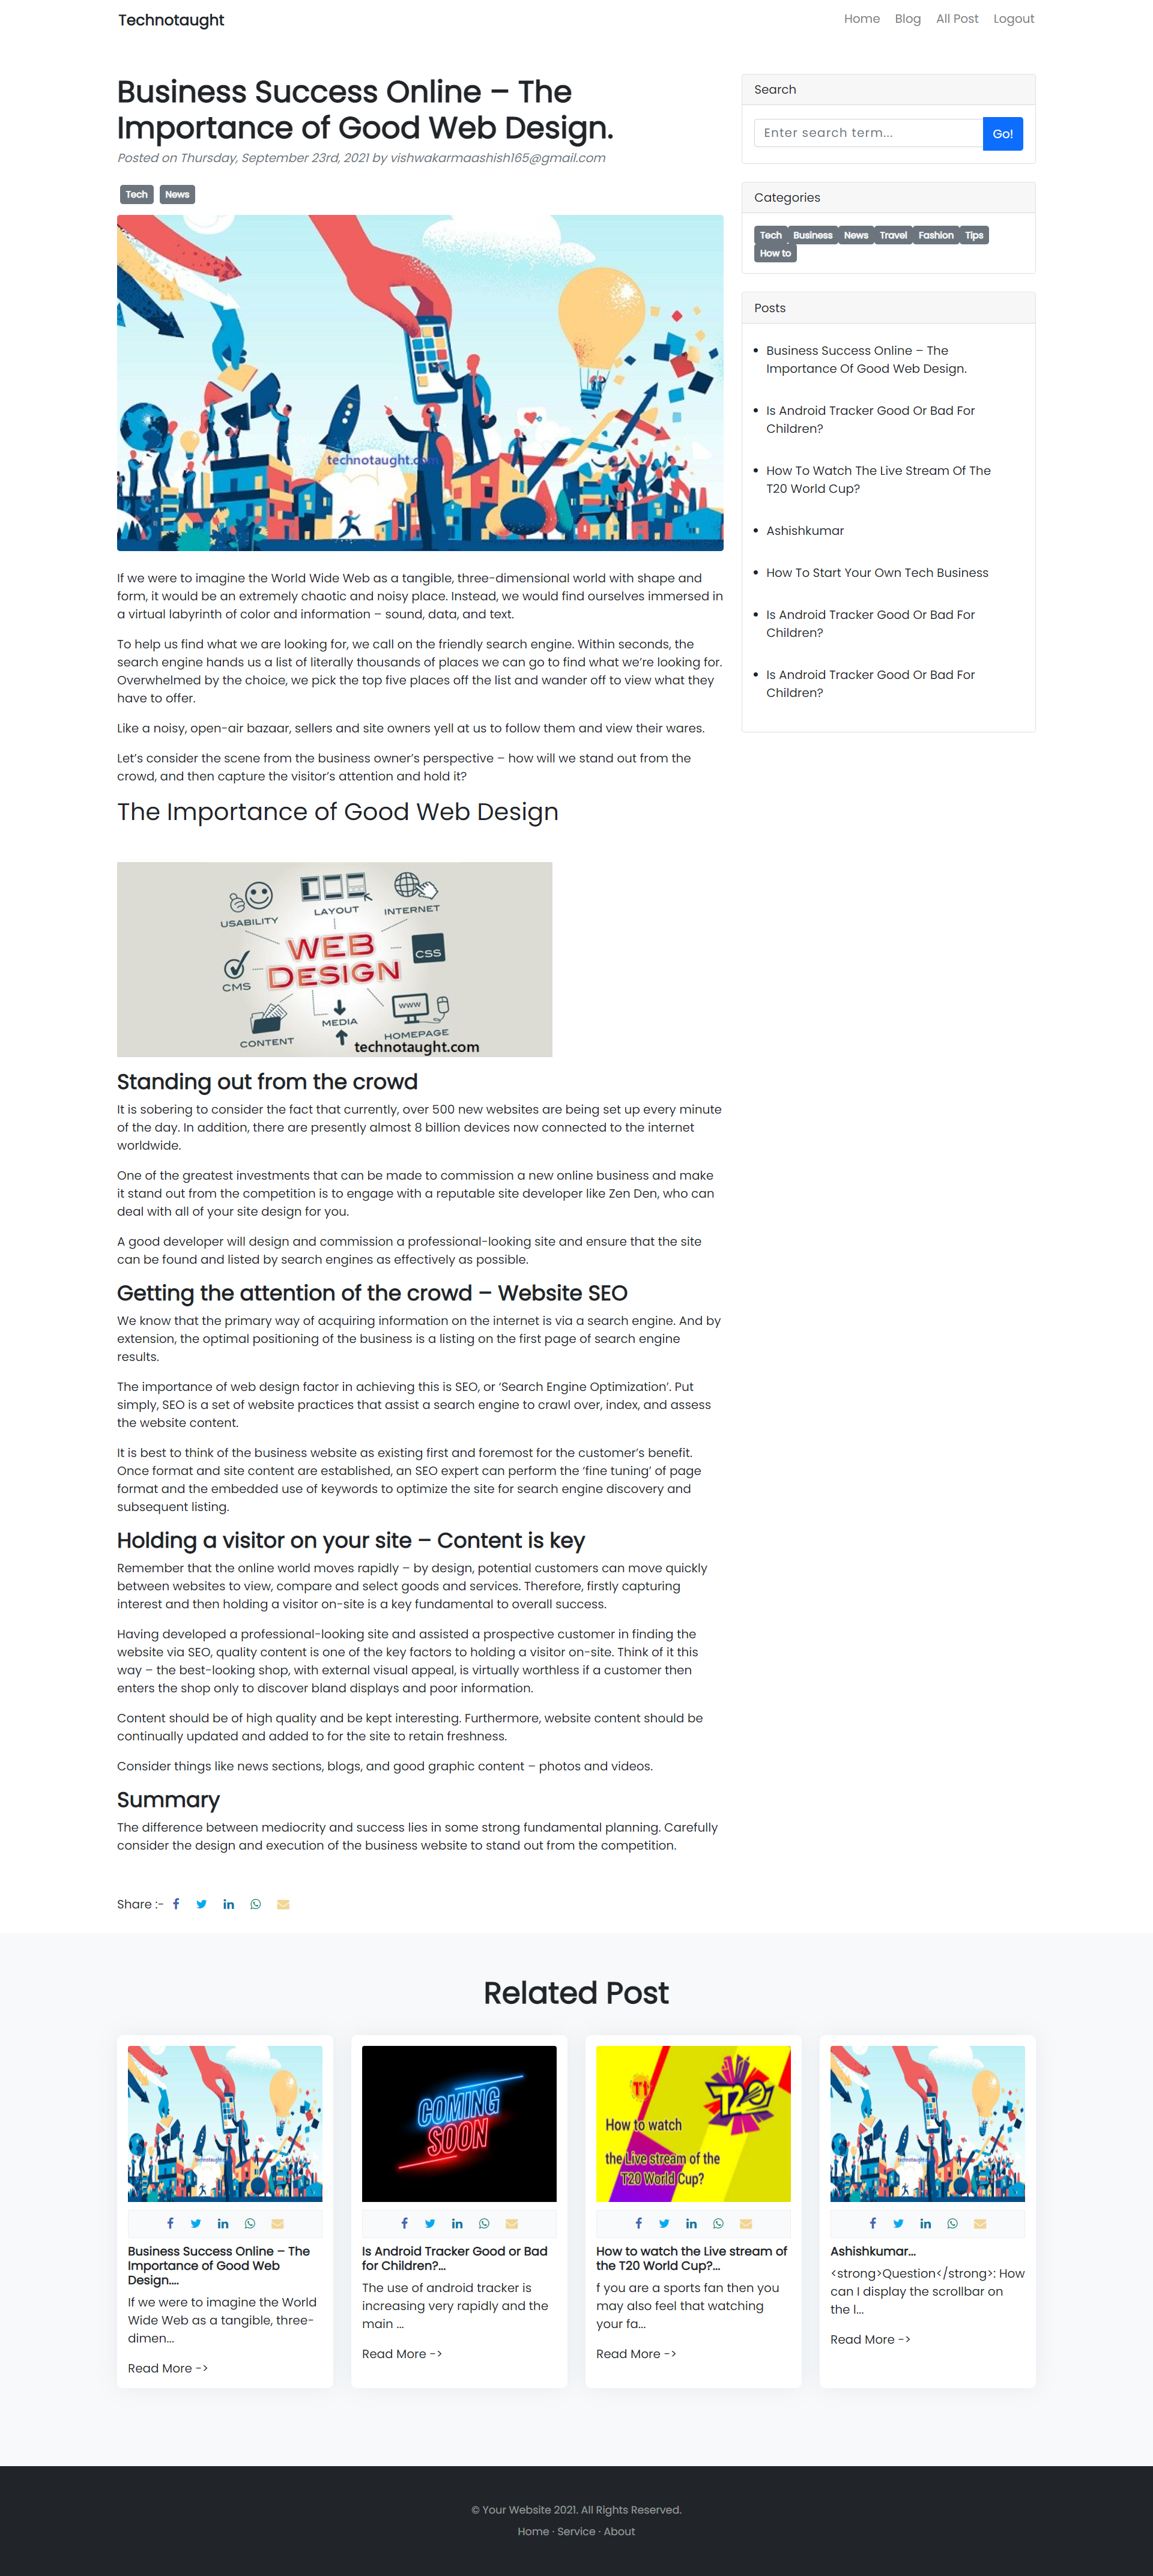 Technotaught
Home Blog All Post Logout
Business Success Online – The
Importance of Good Web Design.
Posted on Thursday, September 23rd, 2021 by vishwakarmaashish165@gmail.com
Tech News
technotaught.com
If we were to imagine the World Wide Web as a tangible, three-dimensional world with shape and
form, it would be an extremely chaotic and noisy place. Instead, we would find ourselves immersed in
a virtual labyrinth of color and information – sound, data, and text.
To help us find what we are looking for, we call on the friendly search engine. Within seconds, the
search engine hands us a list of literally thousands of places we can go to find what we’re looking for.
Overwhelmed by the choice, we pick the top five places off the list and wander off to view what they
have to offer.
Like a noisy, open-air bazaar, sellers and site owners yell at us to follow them and view their wares.
Let’s consider the scene from the business owner’s perspective – how will we stand out from the
crowd, and then capture the visitor’s attention and hold it?
The Importance of Good Web Design
USABILITY
LAYOUT
INTERNET
WEB
DESIGN
CSS
CMS
WWW
MEDIA
CONTENT
HOMEPAGE
technotaught.com
Standing out from the crowd
It is sobering to consider the fact that currently, over 500 new websites are being set up every minute
of the day. In addition, there are presently almost 8 billion devices now connected to the internet
worldwide.
One of the greatest investments that can be made to commission a new online business and make
it stand out from the competition is to engage with a reputable site developer like Zen Den, who can
deal with all of your site design for you.
A good developer will design and commission a professional-looking site and ensure that the site
can be found and listed by search engines as effectively as possible.
Getting the attention of the crowd – Website SEO
We know that the primary way of acquiring information on the internet is via a search engine. And by
extension, the optimal positioning of the business is a listing on the first page of search engine
results.
The importance of web design factor in achieving this is SEO, or ‘Search Engine Optimization’. Put
simply, SEO is a set of website practices that assist a search engine to crawl over, index, and assess
the website content.
It is best to think of the business website as existing first and foremost for the customer’s benefit.
Once format and site content are established, an SEO expert can perform the ‘fine tuning’ of page
format and the embedded use of keywords to optimize the site for search engine discovery and
subsequent listing.
Holding a visitor on your site – Content is key
Remember that the online world moves rapidly – by design, potential customers can move quickly
between websites to view, compare and select goods and services. Therefore, firstly capturing
interest and then holding a visitor on-site is a key fundamental to overall success.
Having developed a professional-looking site and assisted a prospective customer in finding the
website via SEO, quality content is one of the key factors to holding a visitor on-site. Think of it this
way – the best-looking shop, with external visual appeal, is virtually worthless if a customer then
enters the shop only to discover bland displays and poor information.
Content should be of high quality and be kept interesting. Furthermore, website content should be
continually updated and added to for the site to retain freshness.
Consider things like news sections, blogs, and good graphic content – photos and videos.
Summary
The difference between mediocrity and success lies in some strong fundamental planning. Carefully
consider the design and execution of the business website to stand out from the competition.
Share :-
Search
Enter search term...
Go!
Categories
Tech Business News Travel Fashion Tips
How to
Posts
Business Success Online – The
Importance Of Good Web Design.
Is Android Tracker Good Or Bad For
Children?
How To Watch The Live Stream Of The
T20 World Cup?
Ashishkumar
How To Start Your Own Tech Business
Is Android Tracker Good Or Bad For
Children?
Is Android Tracker Good Or Bad For
Children?
Related Post
Business Success Online – The
Importance of Good Web
Design....
If we were to imagine the World
Wide Web as a tangible, three-
dimen...
Read More ->
COMING
SOON
Is Android Tracker Good or Bad
for Children?...
The use of android tracker is
increasing very rapidly and the
main ...
Read More ->
Tt
T20
How to watch
the Live stream of the
T20 World Cup?
How to watch the Live stream of
the T20 World Cup?...
f you are a sports fan then you
may also feel that watching
your fa...
Read More ->
Ashishkumar...
<strong>Question</strong>: How
can I display the scrollbar on
the l...
Read More ->
© Your Website 2021. All Rights Reserved.
Home · Service · About